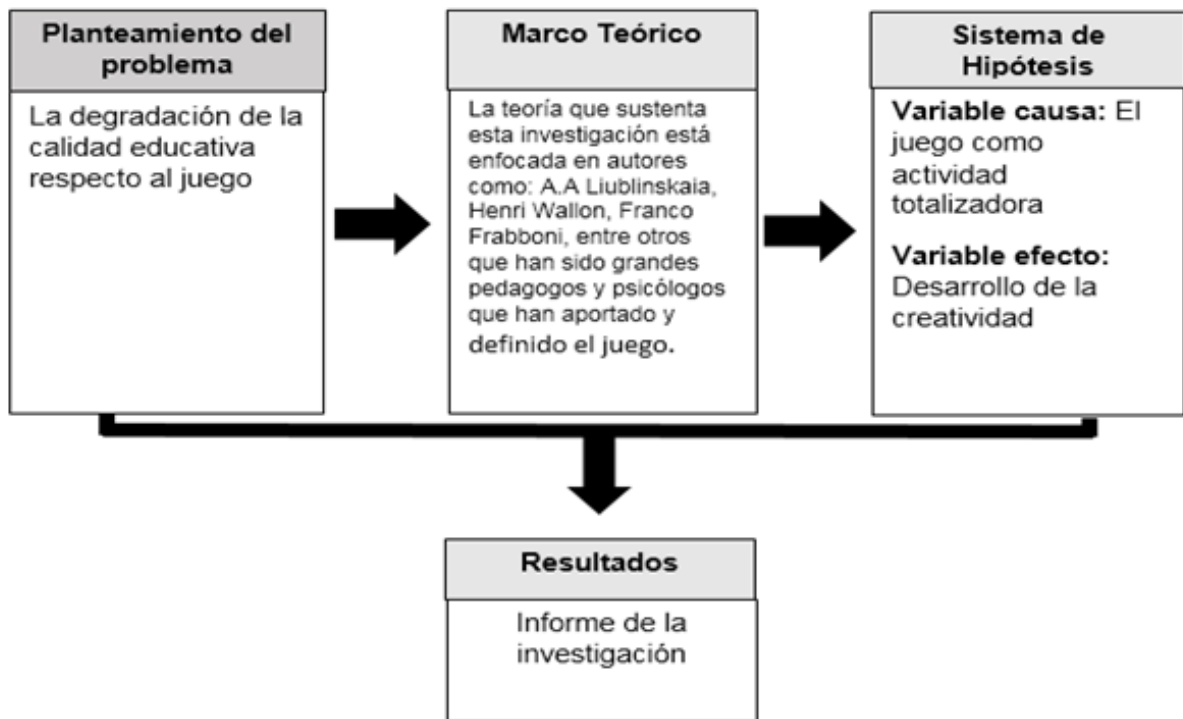 Planteamiento del
problema
La degradación de la
calidad educativa
respecto al juego
Marco Teórico
La teoría que sustenta
esta investigación está
enfocada en autores
como: A.A Liublinskaia,
Henri Wallon, Franco
Frabboni, entre otros
que han sido grandes
pedagogos y psicólogos
que han aportado y
definido el juego.
Sistema de
Hipótesis
Variable causa: El
juego como
actividad
totalizadora
Variable efecto:
Desarrollo de la
creatividad
Resultados
Informe de la
investigación